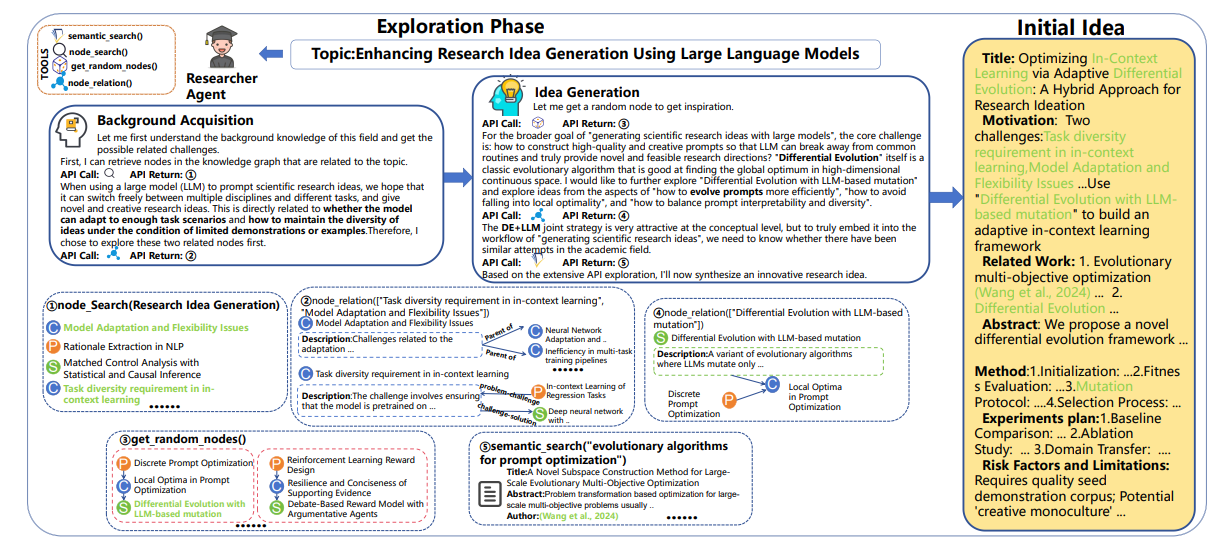 Exploration Phase
Initial Idea
TOOLS
semantic_search()
node_search()
get_random_nodes()
node_relation()
Researcher
Agent
Topic:Enhancing Research Idea Generation Using Large Language Models
Background Acquisition
Let me first understand the background knowledge of this field and get the
possible related challenges.
First, I can retrieve nodes in the knowledge graph that are related to the topic.
API Call: API Return: ①
When using a large model (LLM) to prompt scientific research ideas, we hope that
it can switch freely between multiple disciplines and different tasks, and give
novel and creative research ideas. This is directly related to whether the model
can adapt to enough task scenarios and how to maintain the diversity of
ideas under the condition of limited demonstrations or examples.Therefore, I
chose to explore these two related nodes first.
API Call: API Return: ②
Idea Generation
Let me get a random node to get inspiration.
API Call: API Return: ③
For the broader goal of "generating scientific research ideas with large models", the core challenge
is: how to construct high-quality and creative prompts so that LLM can break away from common
routines and truly provide novel and feasible research directions? "Differential Evolution" itself is a
classic evolutionary algorithm that is good at finding the global optimum in high-dimensional
continuous space. I would like to further explore "Differential Evolution with LLM-based mutation"
and explore ideas from the aspects of "how to evolve prompts more efficiently", "how to avoid
falling into local optimality", and "how to balance prompt interpretability and diversity".
API Call: API Return: ④
The DE+LLM joint strategy is very attractive at the conceptual level, but to truly embed it into the
workflow of "generating scientific research ideas", we need to know whether there have been
similar attempts in the academic field.
API Call: API Return: ⑤
Based on the extensive API exploration, I'll now synthesize an innovative research idea.
①node_Search(Research Idea Generation)
C Model Adaptation and Flexibility Issues
P Rationale Extraction in NLP
S Matched Control Analysis with
Statistical and Causal Inference
C Task diversity requirement in in-
context learning
••••••
②node_relation(["Task diversity requirement in in-context learning",
"Model Adaptation and Flexibility Issues"])
C Model Adaptation and Flexibility Issues
Description:Challenges related to the
adaptation ...
Parent of
Parent of
C Neural Network
Adaptation and ..
C Inefficiency in multi-task
training pipelines
••••••
C Task diversity requirement in in-context learning
Description:The challenge involves ensuring
that the model is pretrained on ...
problem-challenge
Challenge-solution
P In-context Learning of
Regression Tasks
S Deep neural network
with ..
••••••
④node_relation(["Differential Evolution with LLM-based
mutation"])
S Differential Evolution with LLM-based mutation
Description:A variant of evolutionary algorithms
where LLMs mutate only ...
Discrete
Prompt
Optimization
P
C
Local Optima
in Prompt
Optimization
③get_random_nodes()
P Discrete Prompt Optimization
C Local Optima in Prompt
Optimization
S Differential Evolution with
LLM-based mutation
P Reinforcement Learning Reward
Design
C Resilience and Conciseness of
Supporting Evidence
S Debate-Based Reward Model with
Argumentative Agents
••••••
⑤semantic_search("evolutionary algorithms
for prompt optimization")
Title:A Novel Subspace Construction Method for Large-
Scale Evolutionary Multi-Objective Optimization
Abstract:Problem transformation based optimization for large-
scale multi-objective problems usually ..
Author:(Wang et al., 2024)
••••••
Title: Optimizing In-Context
Learning via Adaptive Differential
Evolution: A Hybrid Approach for
Research Ideation
Motivation: Two
challenges:Task diversity
requirement in in-context
learning,Model Adaptation and
Flexibility Issues ...Use
"Differential Evolution with LLM-
based mutation" to build an
adaptive in-context learning
framework
Related Work: 1. Evolutionary
multi-objective optimization
(Wang et al., 2024) ... 2.
Differential Evolution ...
Abstract: We propose a novel
differential evolution framework ...
Method:1.Initialization: ...2.Fitnes
s Evaluation: ...3.Mutation
Protocol: ....4.Selection Process: ...
Experiments plan:1.Baseline
Comparison: ... 2.Ablation
Study: ... 3.Domain Transfer: ....
Risk Factors and Limitations:
Requires quality seed
demonstration corpus; Potential
'creative monoculture' ...